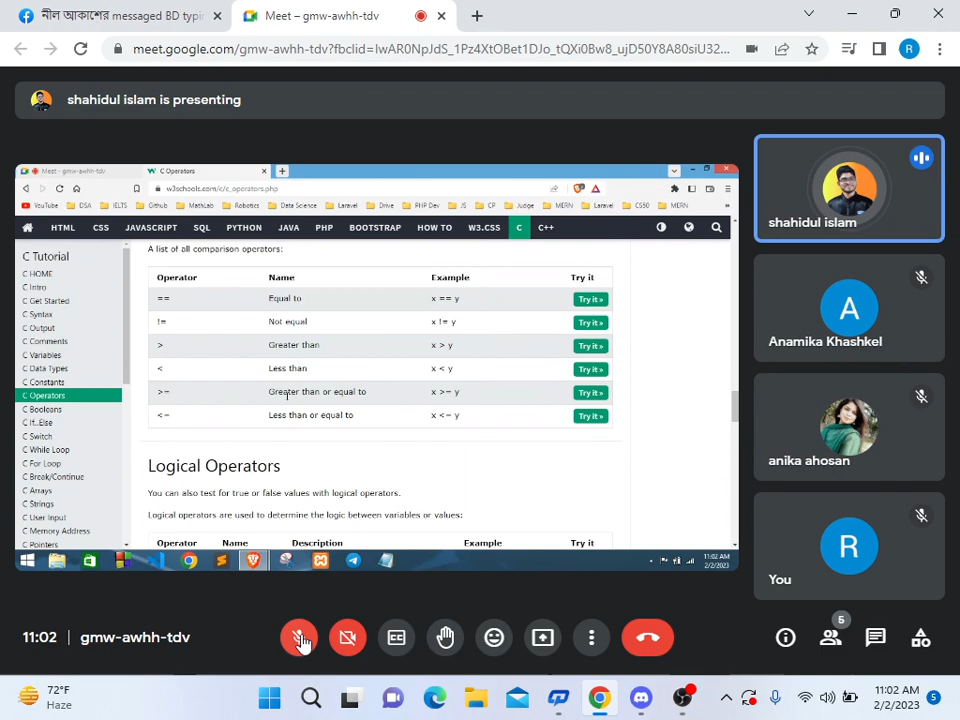 নীল আকাশের messaged BD typin
Meet – gmw-awhh-tdv
meet.google.com/gmw-awhh-tdv?fbclid=IwAR0NpJdS_1Pz4XtOBet1DJo_tQXi0Bw8_ujD50Y8A80siU32...
R
shahidul islam is presenting
Meet - gmw-awhh-tdv
C Operators
w3schools.com/c/c_operators.php
YouTube DSA IELTS Github MathLab Robotics Data Science Laravel Drive PHP Dev JS CP Judge MERN Laravel CS50 MERN
HTML CSS JAVASCRIPT SQL PYTHON JAVA PHP BOOTSTRAP HOW TO W3.CSS C C++
C Tutorial
C HOME
C Intro
C Get Started
C Syntax
C Output
C Comments
C Variables
C Data Types
C Constants
C Operators
C Booleans
C If...Else
C Switch
C While Loop
C For Loop
C Break/Continue
C Arrays
C Strings
C User Input
C Memory Address
C Pointers
A list of all comparison operators:
Operator Name Example Try it
== Equal to x == y Try it »
!= Not equal x != y Try it »
> Greater than x > y Try it »
< Less than x < y Try it »
>= Greater than or equal to x >= y Try it »
<= Less than or equal to x <= y Try it »
Logical Operators
You can also test for true or false values with logical operators.
Logical operators are used to determine the logic between variables or values:
Operator Name Description Example Try it
11:02 AM
2/2/2023
shahidul islam
A
Anamika Khashkel
anika ahosan
R
You
11:02 | gmw-awhh-tdv
CC
5
72°F
Haze
11:02 AM
2/2/2023
5